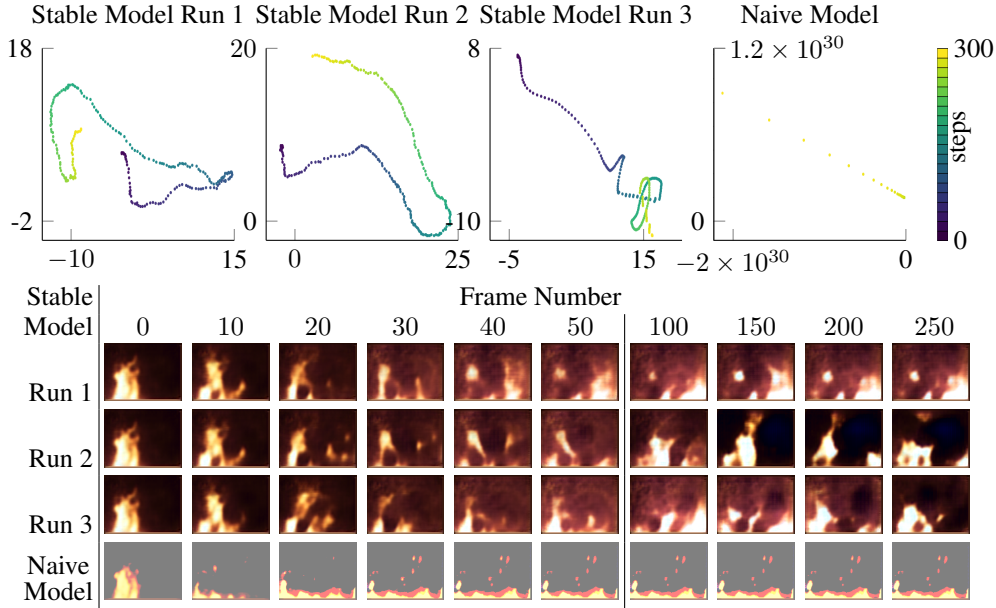 Stable Model Run 1 Stable Model Run 2 Stable Model Run 3 Naive Model
18 20 8 1.2 × 10^30 300
steps
-2 0 -10 0 0
−10 15 0 25 -5 15 −2 × 10^30 0
Stable Frame Number
Model 0 10 20 30 40 50 100 150 200 250
Run 1
Run 2
Run 3
Naive
Model